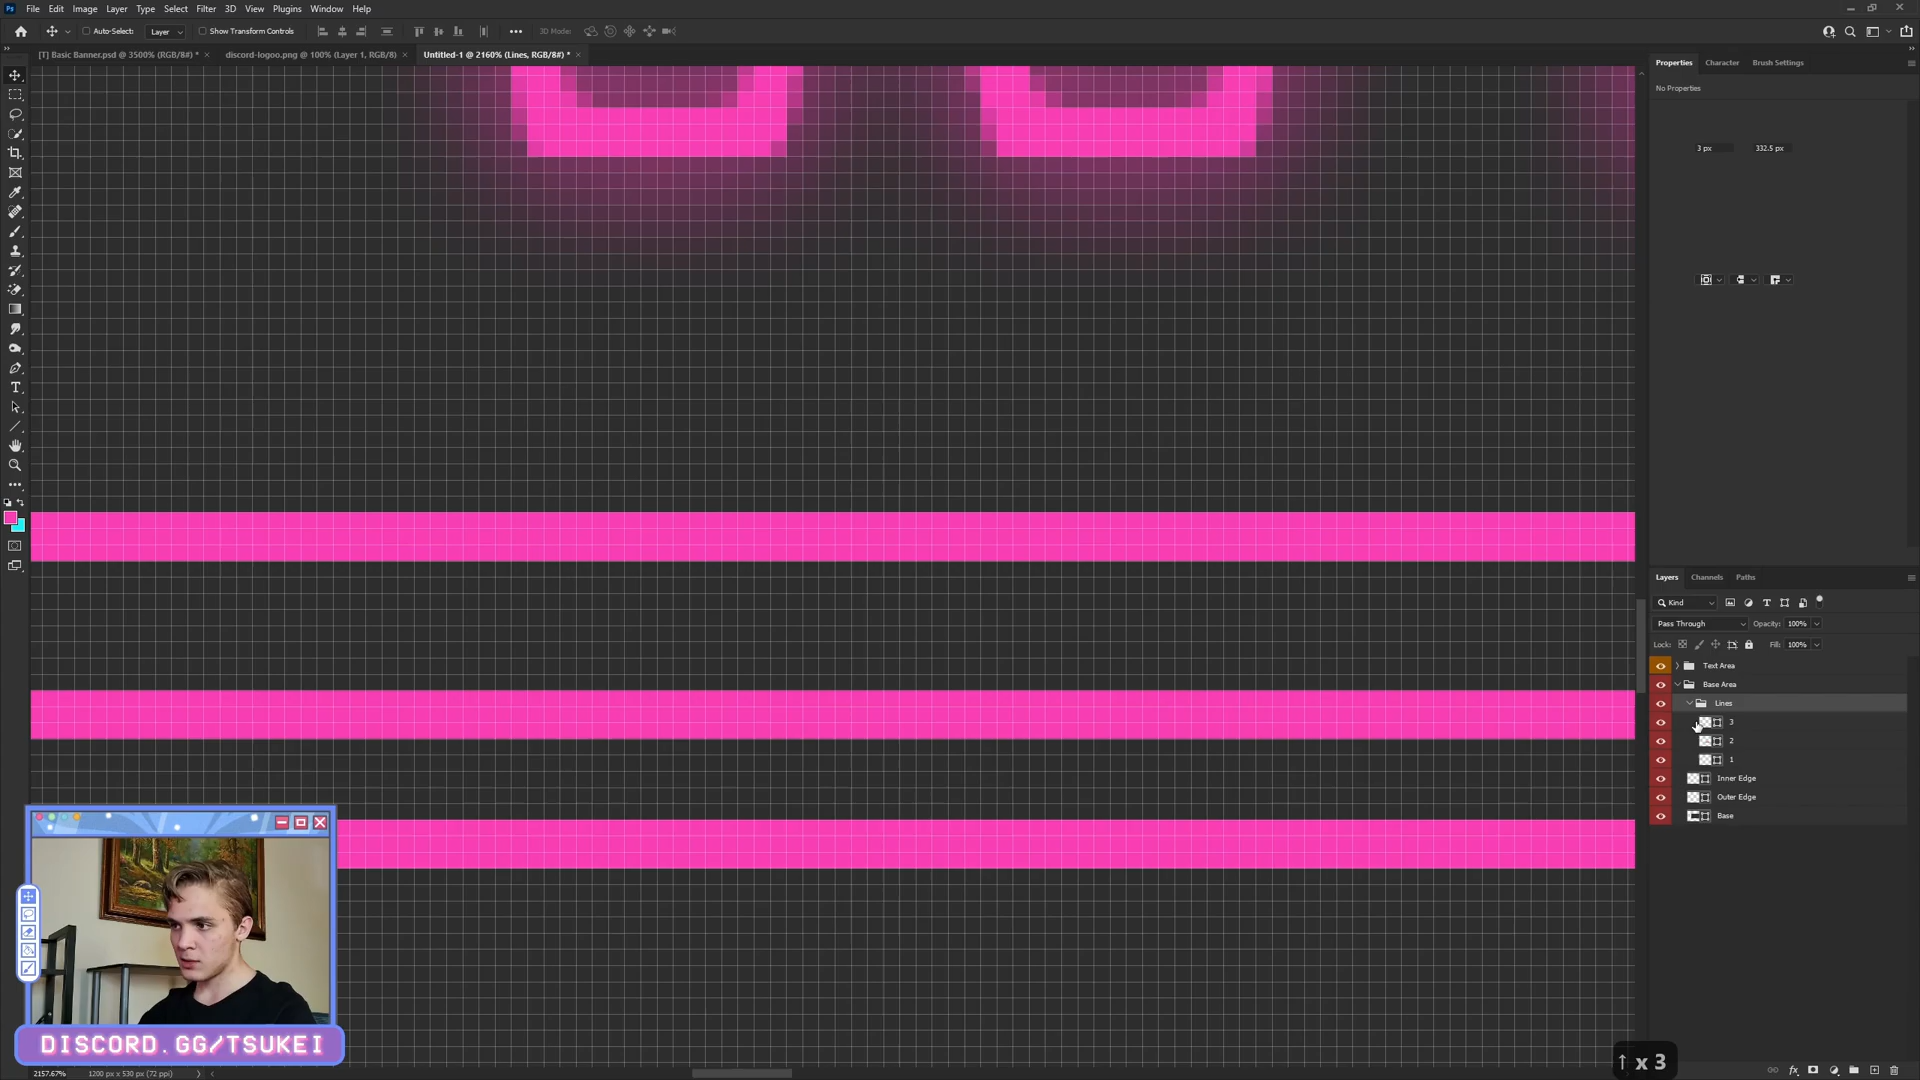 Ps File Edit Image Layer Type Select Filter 3D View Plugins Window Help
Auto-Select: Layer Show Transform Controls 3D Mode:
[T] Basic Banner.psd @ 3500% (RGB/8#) * × discord-logoo.png @ 100% (Layer 1, RGB/8) × Untitled-1 @ 2160% (Lines, RGB/8#) * ×
Properties Character Brush Settings
No Properties
3 px 332.5 px
Layers Channels Paths
Kind
Pass Through Opacity: 100%
Lock: Fill: 100%
Text Area
Base Area
Lines
3
2
1
Inner Edge
Outer Edge
Base
DISCORD.GG/TSUKEI
↑ x 3
2157.67% 1200 px x 530 px (72 ppi)
fx